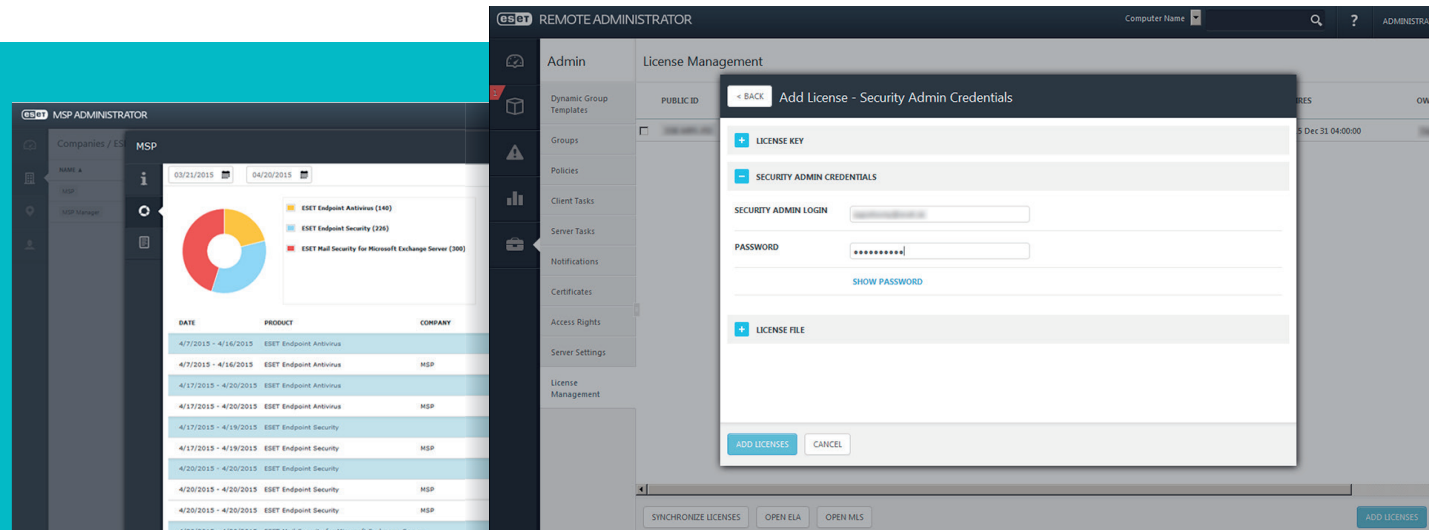 eset MSP ADMINISTRATOR
Companies / ES
NAME
MSP
MSP Manager
MSP
03/21/2015
04/20/2015
ESET Endpoint Antivirus (140)
ESET Endpoint Security (226)
ESET Mail Security for Microsoft Exchange Server (300)
DATE PRODUCT COMPANY
4/7/2015 - 4/16/2015 ESET Endpoint Antivirus
4/7/2015 - 4/16/2015 ESET Endpoint Antivirus MSP
4/17/2015 - 4/20/2015 ESET Endpoint Antivirus
4/17/2015 - 4/20/2015 ESET Endpoint Antivirus MSP
4/17/2015 - 4/19/2015 ESET Endpoint Security
4/17/2015 - 4/19/2015 ESET Endpoint Security MSP
4/20/2015 - 4/20/2015 ESET Endpoint Security
4/20/2015 - 4/20/2015 ESET Endpoint Security MSP
4/20/2015 - 4/20/2015 ESET Endpoint Security MSP
eset REMOTE ADMINISTRATOR
Computer Name
?
ADMINISTRA
Admin
Dynamic Group
Templates
Groups
Policies
Client Tasks
Server Tasks
Notifications
Certificates
Access Rights
Server Settings
License
Management
License Management
PUBLIC ID
RES
OW
5 Dec 31 04:00:00
< BACK
Add License - Security Admin Credentials
+ LICENSE KEY
− SECURITY ADMIN CREDENTIALS
SECURITY ADMIN LOGIN
PASSWORD
••••••••••
SHOW PASSWORD
+ LICENSE FILE
ADD LICENSES
CANCEL
SYNCHRONIZE LICENSES
OPEN ELA
OPEN MLS
ADD LICENSES